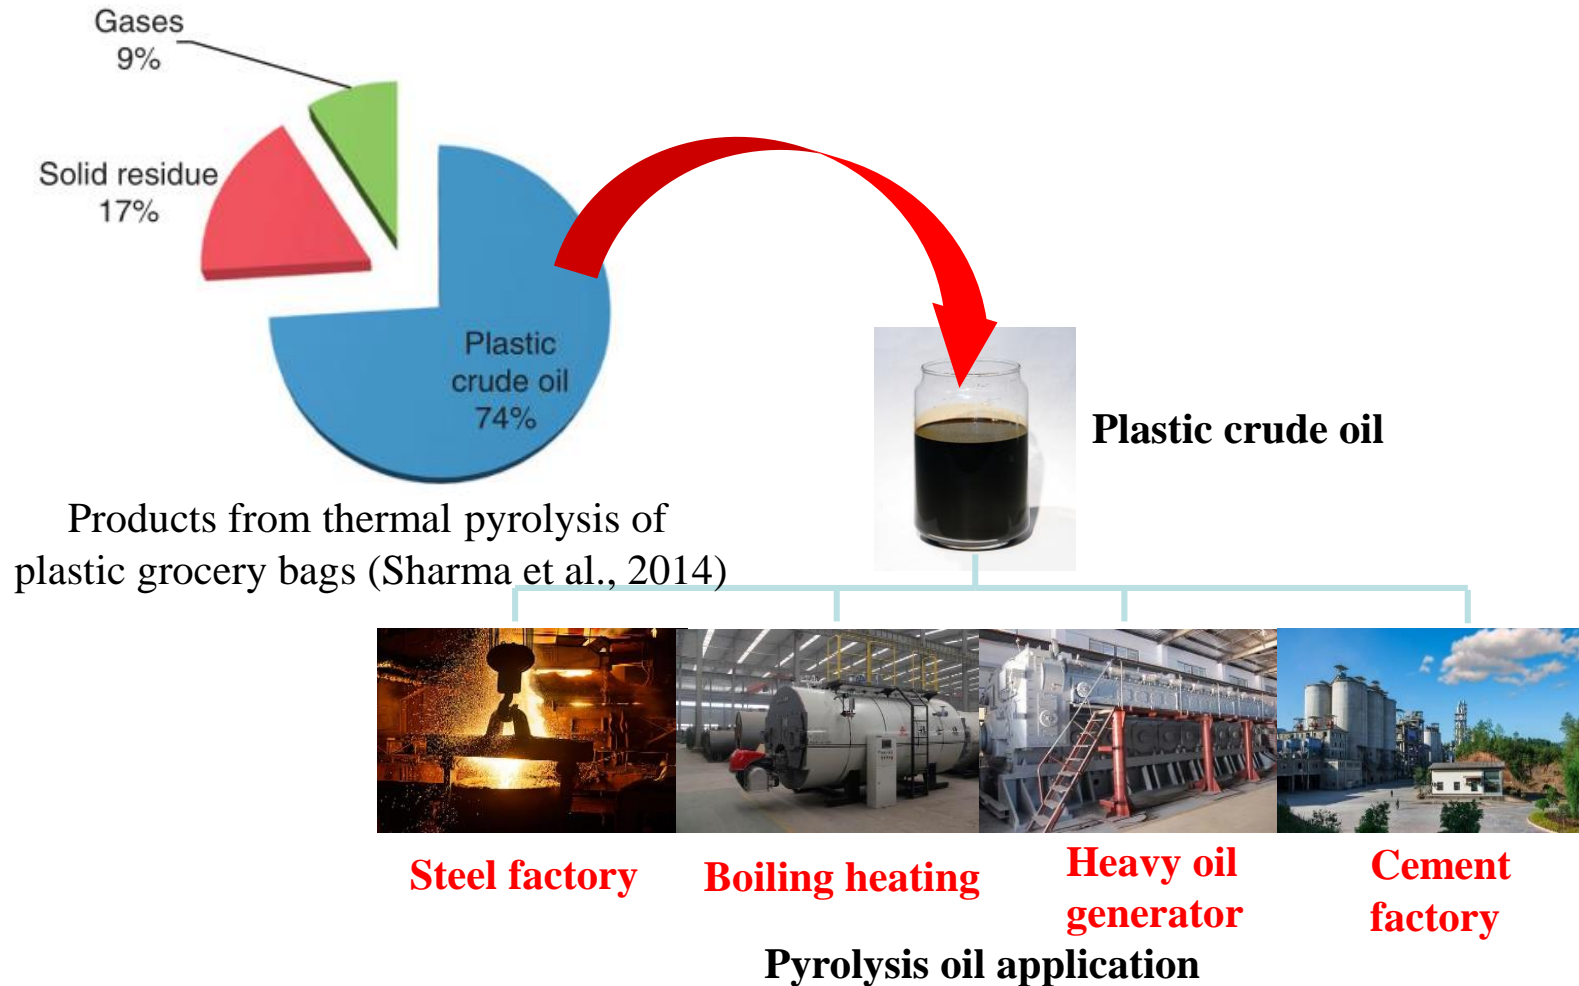 Gases
9%
Solid residue
17%
Plastic
crude oil
74%
Products from thermal pyrolysis of
plastic grocery bags (Sharma et al., 2014)
Plastic crude oil
Steel factory
Boiling heating
Heavy oil
generator
Cement
factory
Pyrolysis oil application